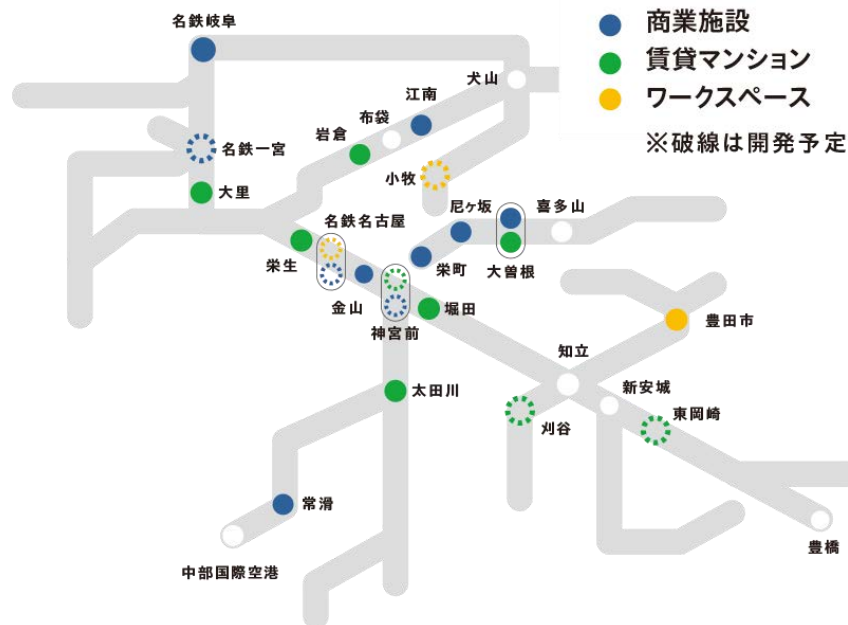 名鉄岐阜
商業施設
賃貸マンション
ワークスペース
※破線は開発予定
犬山
江南
布袋
岩倉
名鉄一宮
小牧
大里
尼ヶ坂
喜多山
名鉄名古屋
栄生
栄町
大曽根
金山
神宮前
堀田
豊田市
知立
新安城
太田川
東岡崎
刈谷
常滑
豊橋
中部国際空港